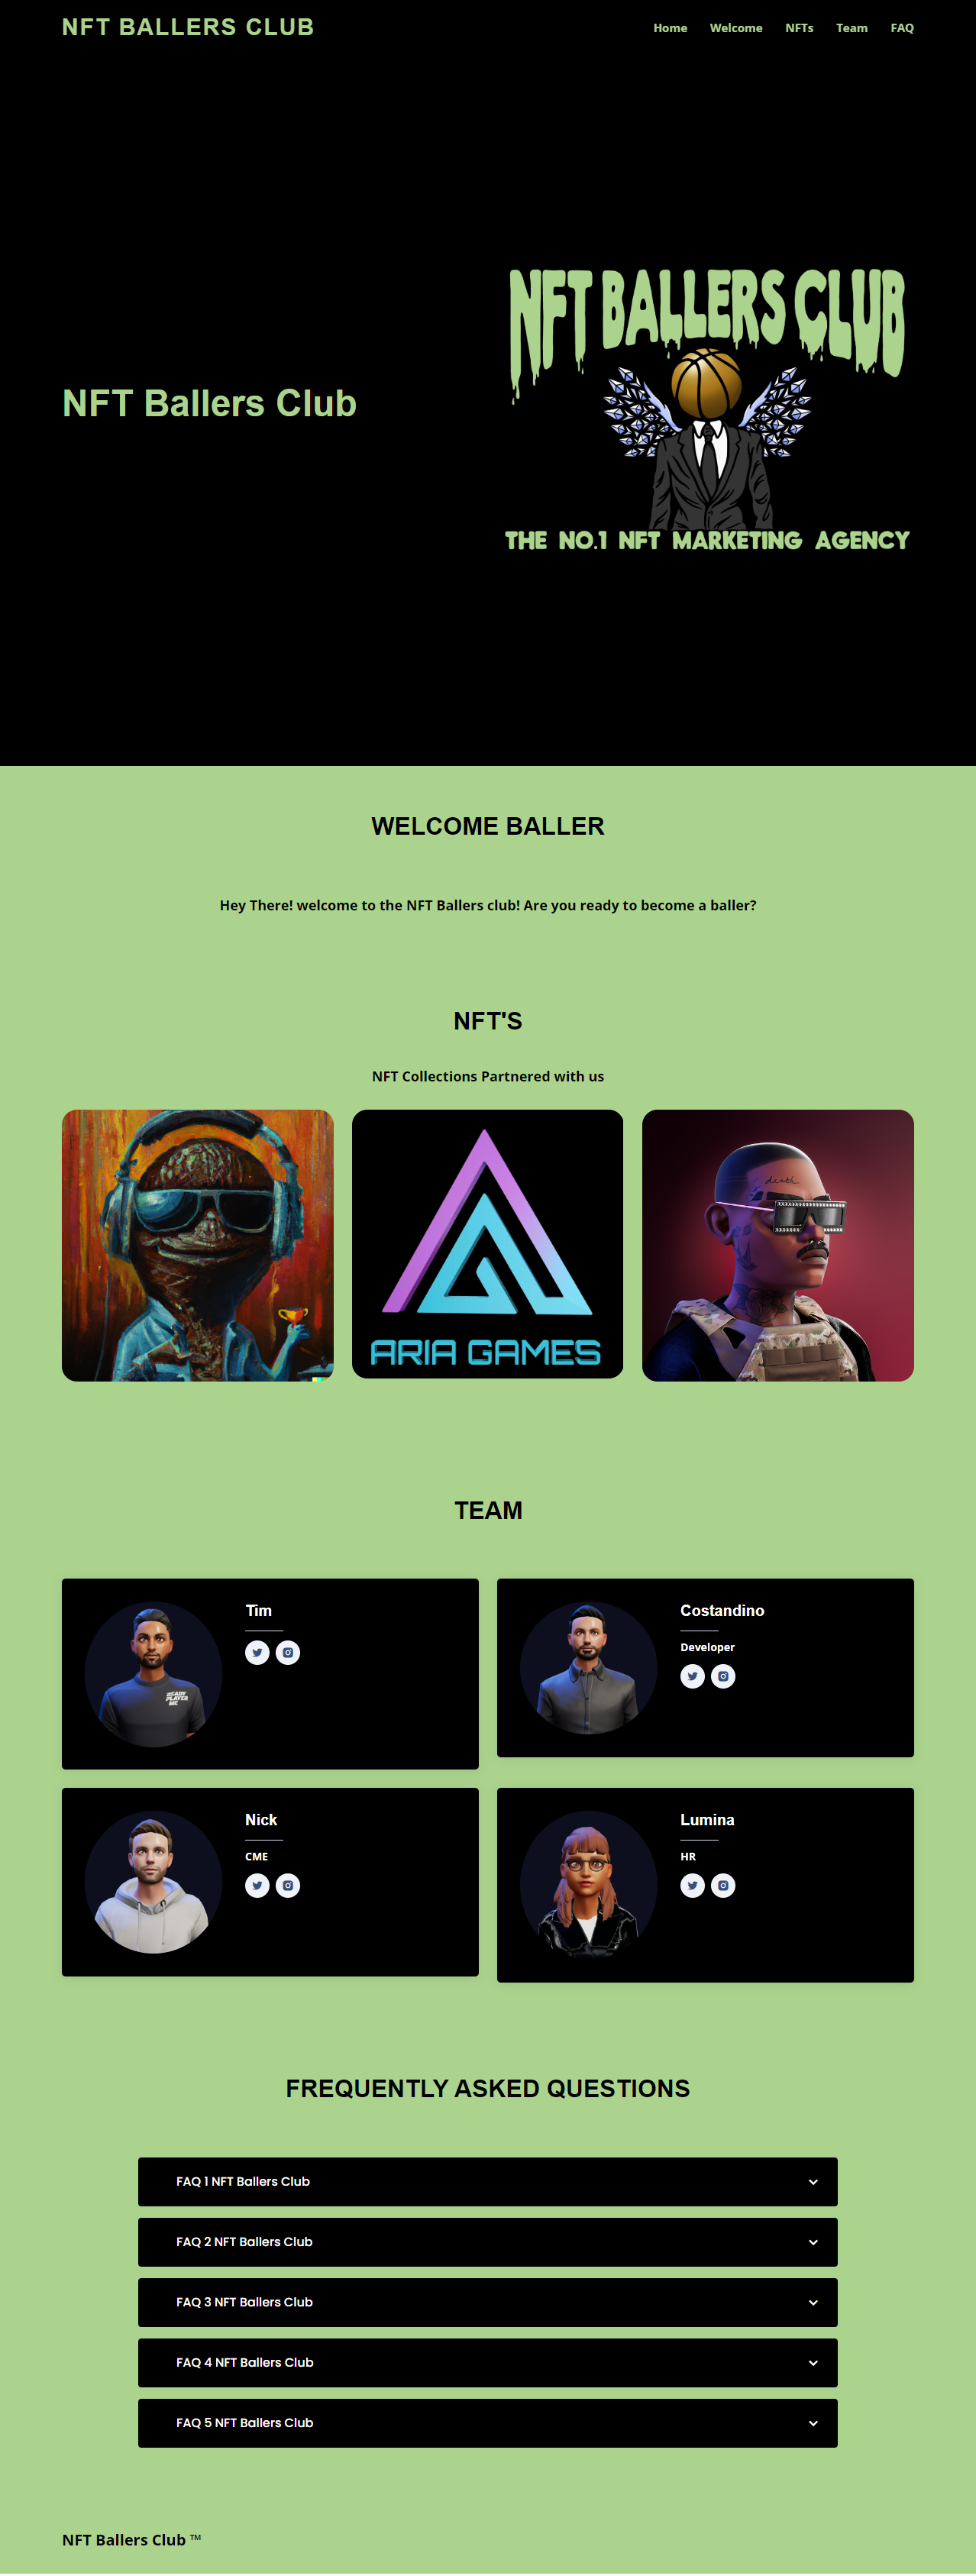 NFT BALLERS CLUB
Home Welcome NFTs Team FAQ
NFT Ballers Club
NFT BALLERS CLUB
THE NO.1 NFT MARKETING AGENCY
WELCOME BALLER
Hey There! welcome to the NFT Ballers club! Are you ready to become a baller?
NFT'S
NFT Collections Partnered with us
ARIA GAMES
death
TEAM
Tim
READY
PLAYER
ME
Costandino
Developer
Nick
CME
Lumina
HR
FREQUENTLY ASKED QUESTIONS
FAQ 1 NFT Ballers Club
FAQ 2 NFT Ballers Club
FAQ 3 NFT Ballers Club
FAQ 4 NFT Ballers Club
FAQ 5 NFT Ballers Club
NFT Ballers Club ™